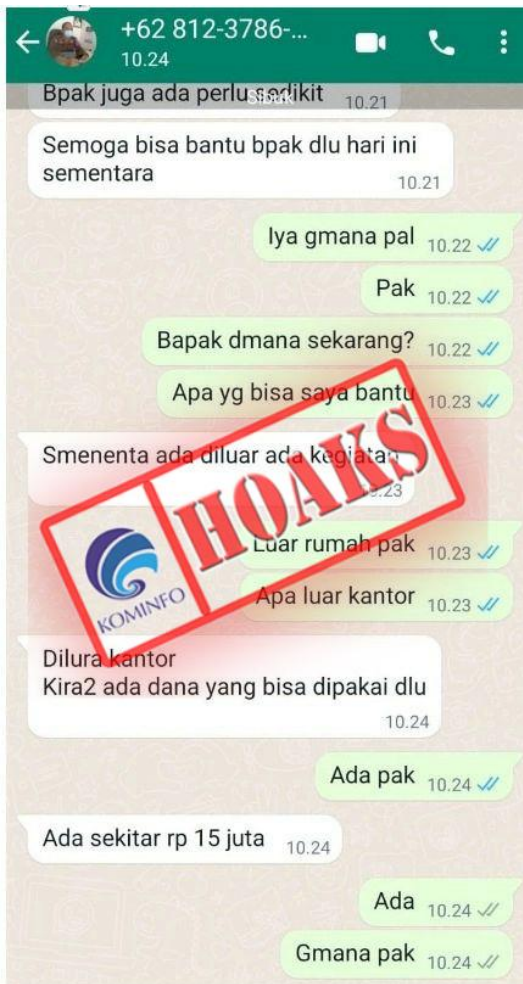 +62 812-3786-...
10.24
Bpak juga ada perlu sedikit 10.21
Sibuk
Semoga bisa bantu bpak dlu hari ini
sementara
10.21
Iya gmana pal 10.22
Pak 10.22
Bapak dmana sekarang? 10.22
Apa yg bisa saya bantu 10.23
Smenenta ada diluar ada kegiatan
10.23
HOAKS
KOMINFO
Luar rumah pak 10.23
Apa luar kantor 10.23
Dilura kantor
Kira2 ada dana yang bisa dipakai dlu
10.24
Ada pak 10.24
Ada sekitar rp 15 juta 10.24
Ada 10.24
Gmana pak 10.24